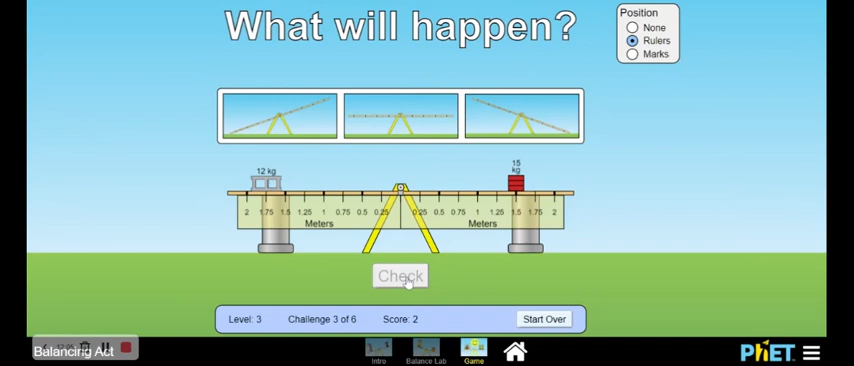 What will happen?
Position
None
Rulers
Marks
12 kg
15
kg
2 1.75 1.5 1.25 1 0.75 0.5 0.25 0.25 0.5 0.75 1 1.25 1.5 1.75 2
Meters Meters
Check
Level: 3 Challenge 3 of 6 Score: 2 Start Over
Balancing Act
Intro Balance Lab Game
PhET